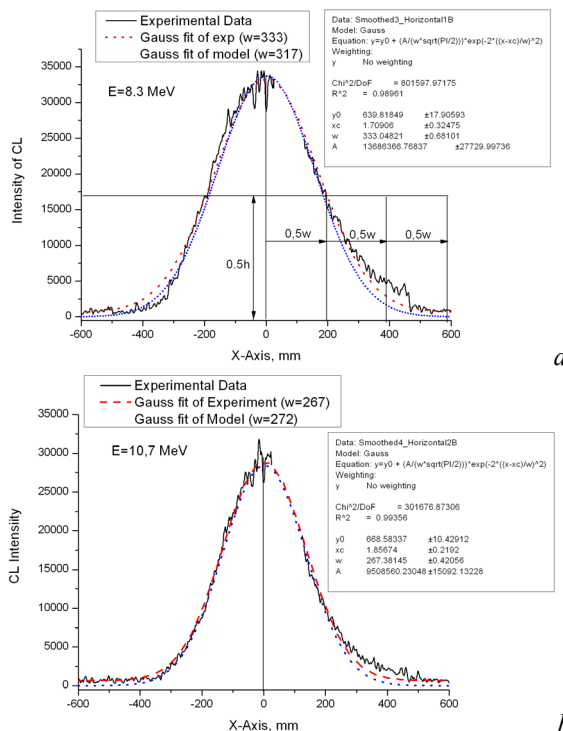 Experimental Data
Gauss fit of exp (w=333)
Gauss fit of model (w=317)
Data: Smoothed3_Horizontal1B
Model: Gauss
Equation: y=y0 + (A/(w*sqrt(PI/2)))*exp(-2*((x-xc)/w)^2)
Weighting:
y No weighting
Chi^2/DoF = 801597.97175
R^2 = 0.98961
y0 639.81849 ±17.90593
xc 1.70906 ±0.32475
w 333.04821 ±0.68101
A 13686366.76837 ±27729.99736
E=8.3 MeV
Intensity of CL
35000
30000
25000
20000
15000
10000
5000
0
0.5h
0,5w 0,5w 0,5w
-600 -400 -200 0 200 400 600
X-Axis, mm
a
Experimental Data
Gauss fit of Experiment (w=267)
Gauss fit of Model (w=272)
E=10,7 MeV
Data: Smoothed4_Horizontal2B
Model: Gauss
Equation: y=y0 + (A/(w*sqrt(PI/2)))*exp(-2*((x-xc)/w)^2)
Weighting:
y No weighting
Chi^2/DoF = 301676.87306
R^2 = 0.99356
y0 668.58337 ±10.42912
xc 1.85674 ±0.2192
w 267.38145 ±0.42056
A 9508560.23048 ±15092.13228
CL Intensiity
35000
30000
25000
20000
15000
10000
5000
0
-600 -400 -200 0 200 400 600
X-Axis, mm